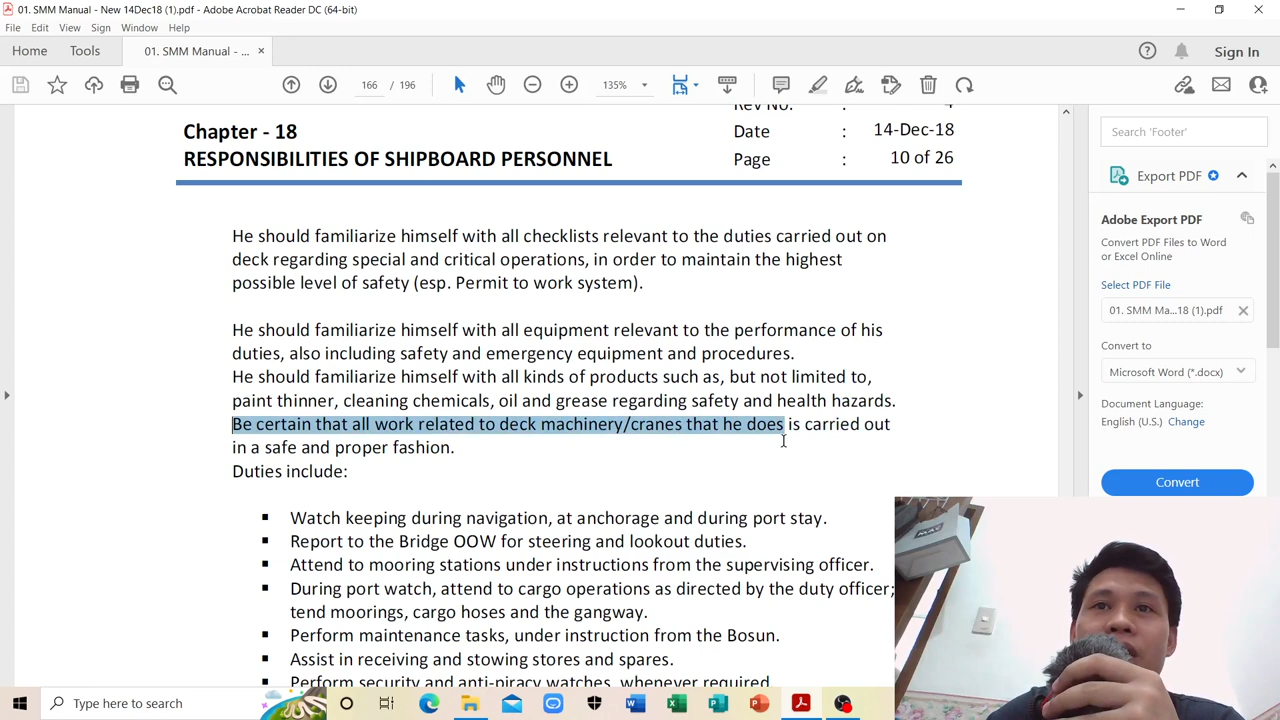 01. SMM Manual - New 14Dec18 (1).pdf - Adobe Acrobat Reader DC (64-bit)
File Edit View Sign Window Help
Home Tools 01. SMM Manual - ... × Sign In
166 / 196 135%
Rev No. : 4
Chapter - 18 Date : 14-Dec-18
RESPONSIBILITIES OF SHIPBOARD PERSONNEL Page : 10 of 26
He should familiarize himself with all checklists relevant to the duties carried out on
deck regarding special and critical operations, in order to maintain the highest
possible level of safety (esp. Permit to work system).
He should familiarize himself with all equipment relevant to the performance of his
duties, also including safety and emergency equipment and procedures.
He should familiarize himself with all kinds of products such as, but not limited to,
paint thinner, cleaning chemicals, oil and grease regarding safety and health hazards.
Be certain that all work related to deck machinery/cranes that he does is carried out
in a safe and proper fashion.
Duties include:
▪ Watch keeping during navigation, at anchorage and during port stay.
▪ Report to the Bridge OOW for steering and lookout duties.
▪ Attend to mooring stations under instructions from the supervising officer.
▪ During port watch, attend to cargo operations as directed by the duty officer;
tend moorings, cargo hoses and the gangway.
▪ Perform maintenance tasks, under instruction from the Bosun.
▪ Assist in receiving and stowing stores and spares.
▪ Perform security and anti-piracy watches, whenever required
Search 'Footer'
Export PDF
Adobe Export PDF
Convert PDF Files to Word
or Excel Online
Select PDF File
01. SMM Ma...18 (1).pdf
Convert to
Microsoft Word (*.docx)
Document Language:
English (U.S.) Change
Convert
Type here to search